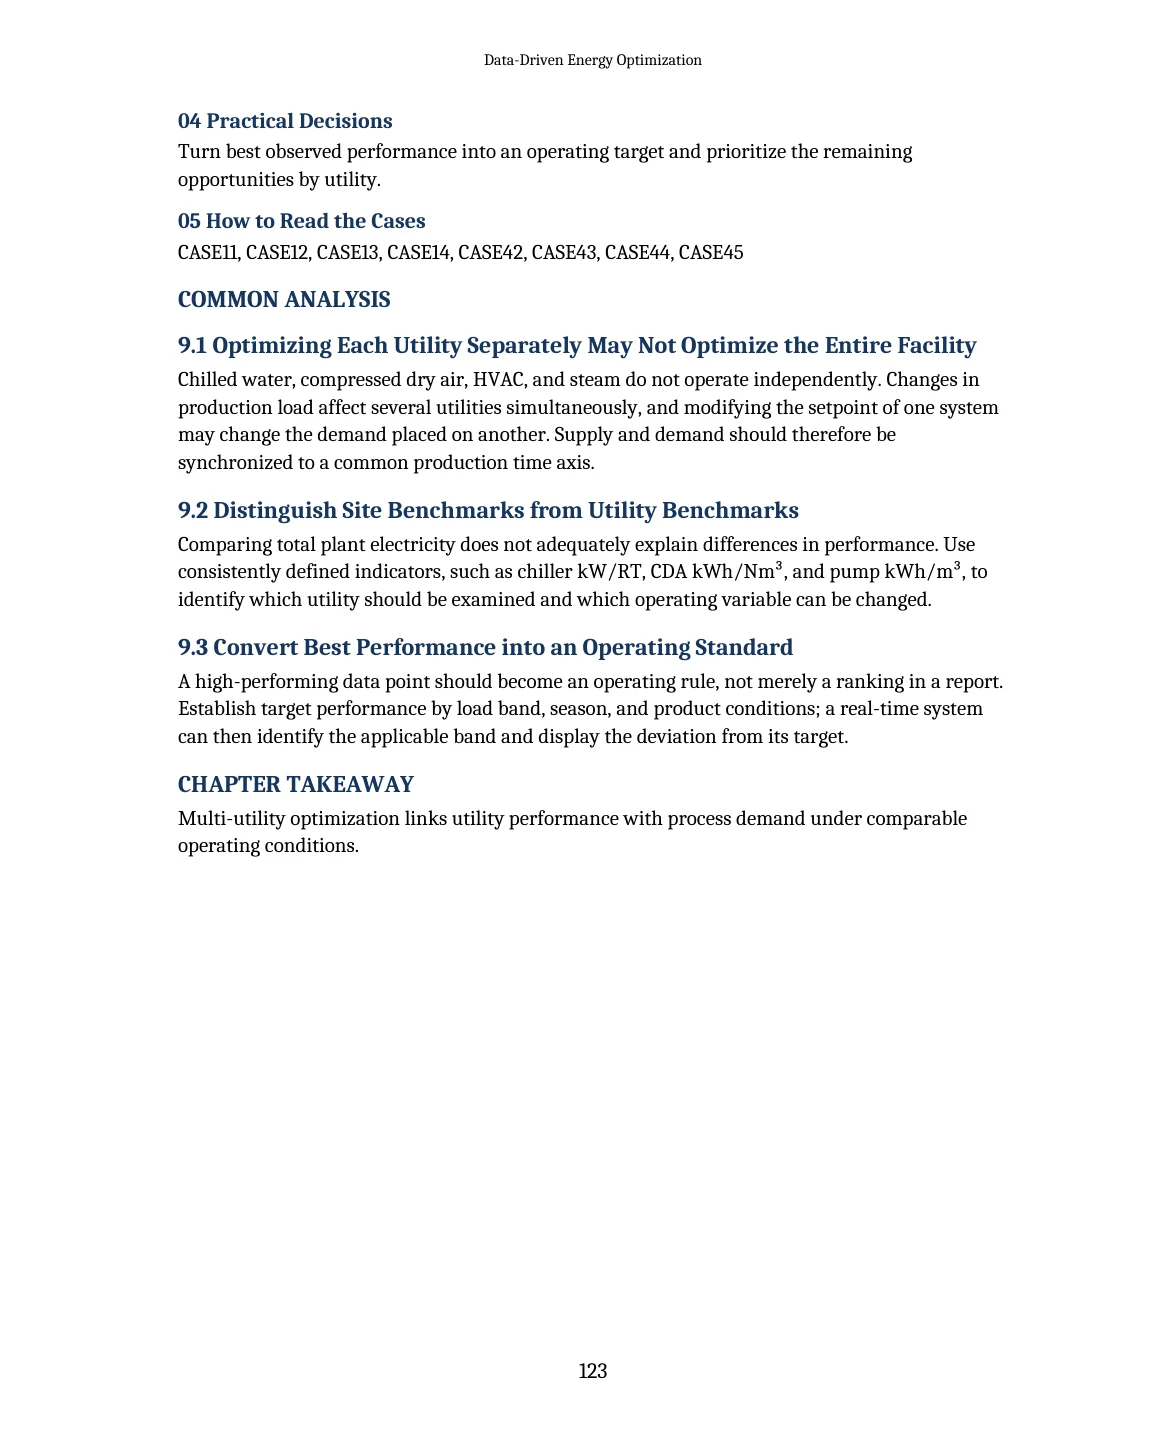 Data-Driven Energy Optimization
04 Practical Decisions
Turn best observed performance into an operating target and prioritize the remaining
opportunities by utility.
05 How to Read the Cases
CASE11, CASE12, CASE13, CASE14, CASE42, CASE43, CASE44, CASE45
COMMON ANALYSIS
9.1 Optimizing Each Utility Separately May Not Optimize the Entire Facility
Chilled water, compressed dry air, HVAC, and steam do not operate independently. Changes in
production load affect several utilities simultaneously, and modifying the setpoint of one system
may change the demand placed on another. Supply and demand should therefore be
synchronized to a common production time axis.
9.2 Distinguish Site Benchmarks from Utility Benchmarks
Comparing total plant electricity does not adequately explain differences in performance. Use
consistently defined indicators, such as chiller kW/RT, CDA kWh/Nm³, and pump kWh/m³, to
identify which utility should be examined and which operating variable can be changed.
9.3 Convert Best Performance into an Operating Standard
A high-performing data point should become an operating rule, not merely a ranking in a report.
Establish target performance by load band, season, and product conditions; a real-time system
can then identify the applicable band and display the deviation from its target.
CHAPTER TAKEAWAY
Multi-utility optimization links utility performance with process demand under comparable
operating conditions.
123